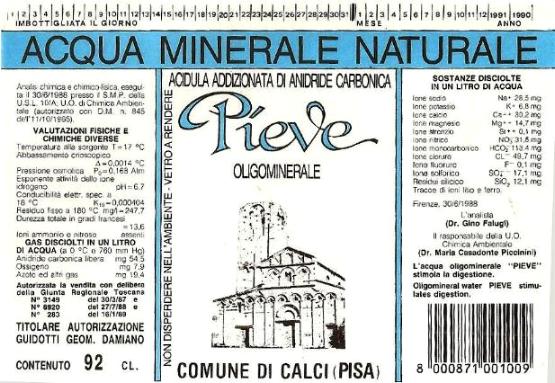 1 2 3 4 5 6 7 8 9 10 11 12 13 14 15 16 17 18 19 20 21 22 23 24 25 26 27 28 29 30 31 1 2 3 4 5 6 7 8 9 10 11 12 1991 1990
IMBOTTIGLIATA IL GIORNO MESE ANNO
ACQUA MINERALE NATURALE
Analisi chimica e chimico-fisica, esegui-
ta il 30/6/1988 presso il S.M.P. della
U.S.L. 10/A, U.O. di Chimica Ambien-
tale (autorizzato con D.M. n. 845
dell'11/10/1965).
VALUTAZIONI FISICHE E
CHIMICHE DIVERSE
Temperatura alla sorgente T=17 °C
Abbassamento crioscopico
Δ=0,0014 °C
Pressione osmotica P₀=0,168 Atm
Esponente attività dello ione
idrogeno pH=6,7
Conducibilità elettr. spec. a
18 °C K₁₈=0,000404
Residuo fisso a 180 °C mg/l=247,7
Durezza totale in gradi francesi
=13,6
Ioni ammonio e nitroso assenti
GAS DISCIOLTI IN UN LITRO
DI ACQUA (a 0 °C e 760 mm Hg)
Anidride carbonica libera mg 54,5
Ossigeno mg 7,9
Azoto ed altri gas mg 19,4
Autorizzata la vendita con delibera
della Giunta Regionale Toscana
N° 3149 del 30/3/87 e
N° 6920 del 27/7/88 e
N° 283 del 16/1/89
TITOLARE AUTORIZZAZIONE
GUIDOTTI GEOM. DAMIANO
CONTENUTO 92 CL.
NON DISPERDERE NELL'AMBIENTE - VETRO A RENDERE
ACIDULA ADDIZIONATA DI ANIDRIDE CARBONICA
Pieve
OLIGOMINERALE
COMUNE DI CALCI (PISA)
SOSTANZE DISCIOLTE
IN UN LITRO DI ACQUA
Ione sodio Na+ 28,5 mg
Ione potassio K+ 6,8 mg
Ione calcio Ca++ 30,2 mg
Ione magnesio Mg++ 14,7 mg
Ione stronzio Sr++ 0,1 mg
Ione nitrico NO₃⁻ 31,5 mg
Ione monocarbonico HCO₃⁻ 113,4 mg
Ione cloruro CL⁻ 49,7 mg
Ione fluoruro F⁻ 0,1 mg
Ione solforico SO₄⁻⁻ 17,1 mg
Residuo silicico SiO₂ 12,1 mg
Tracce di ioni litio e ferro.
Firenze, 30/6/1988
L'analista
(Dr. Gino Falugi)
Il responsabile della U.O.
Chimica Ambientale
(Dr. Maria Casadonte Piccinini)
L'acqua oligominerale "PIEVE"
stimola la digestione.
Oligomineral water PIEVE stimu-
lates digestion.
8 000871 001009